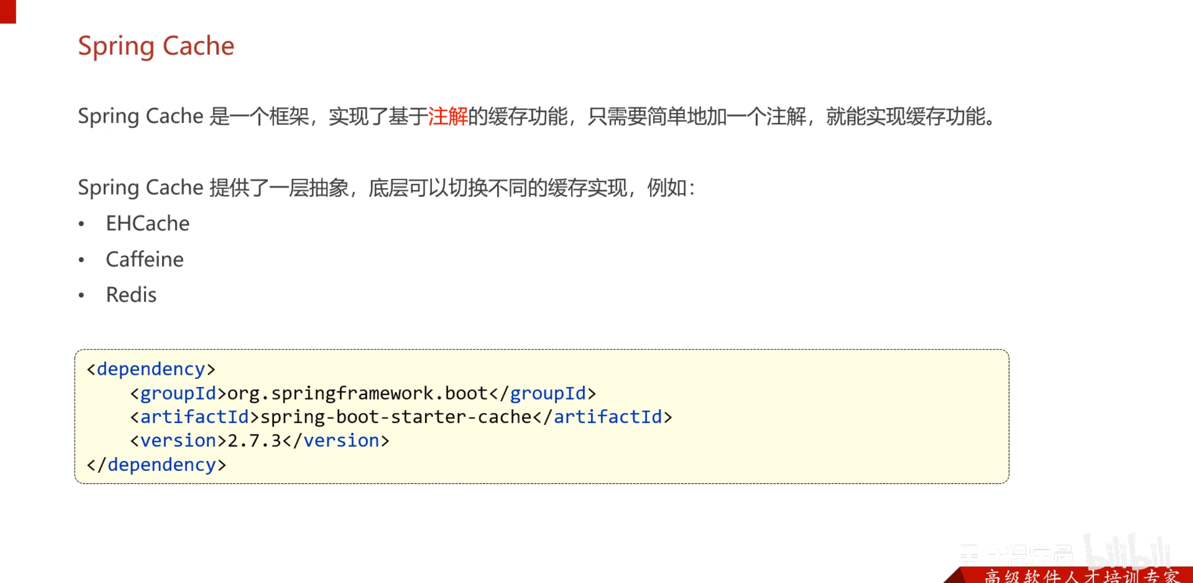 Spring Cache
Spring Cache 是一个框架，实现了基于注解的缓存功能，只需要简单地加一个注解，就能实现缓存功能。
Spring Cache 提供了一层抽象，底层可以切换不同的缓存实现，例如：
• EHCache
• Caffeine
• Redis
<dependency>
    <groupId>org.springframework.boot</groupId>
    <artifactId>spring-boot-starter-cache</artifactId>
    <version>2.7.3</version>
</dependency>
bilibili
高级软件人才培训专家